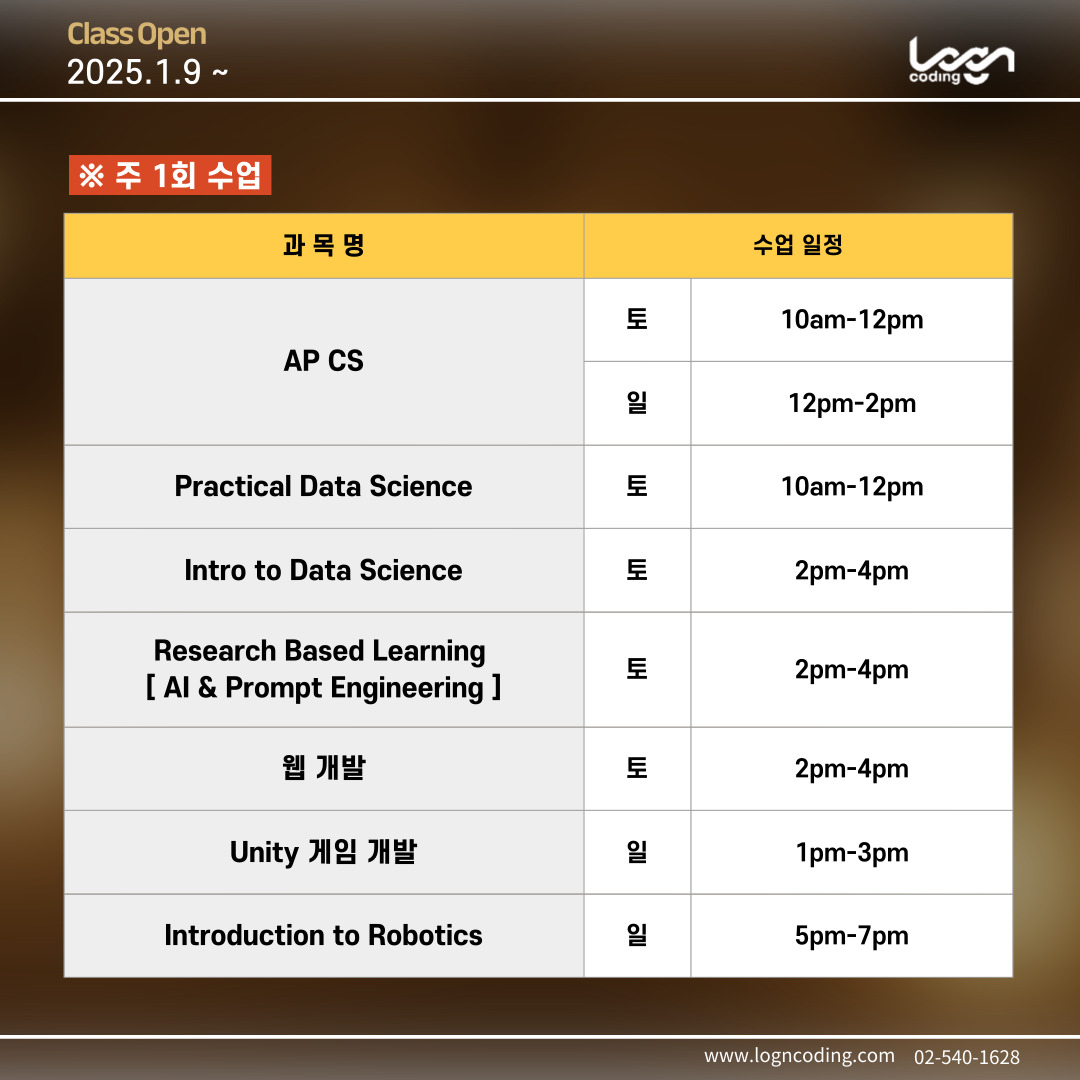 Class Open
2025.1.9 ~
Logn
coding
※ 주 1회 수업
과 목 명
수업 일정
AP CS
토
10am-12pm
일
12pm-2pm
Practical Data Science
토
10am-12pm
Intro to Data Science
토
2pm-4pm
Research Based Learning
[ AI & Prompt Engineering ]
토
2pm-4pm
웹 개발
토
2pm-4pm
Unity 게임 개발
일
1pm-3pm
Introduction to Robotics
일
5pm-7pm
www.logncoding.com
02-540-1628